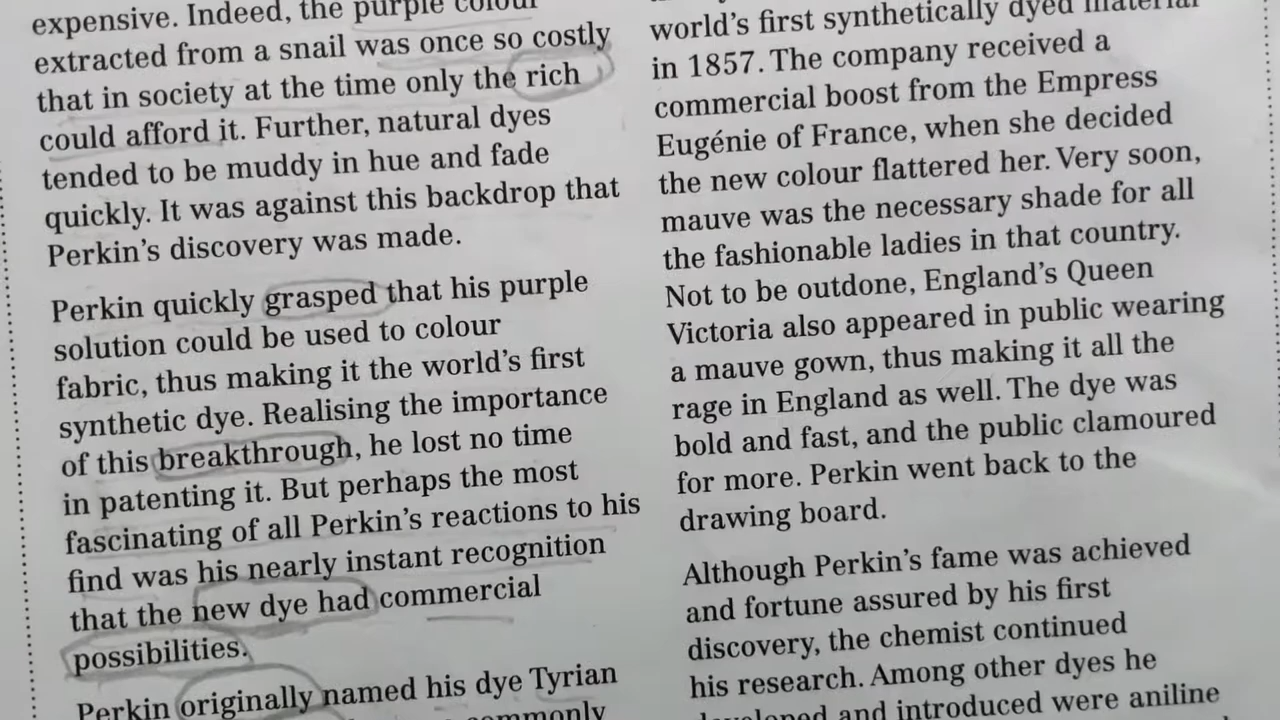 expensive. Indeed, the purple colour
extracted from a snail was once so costly
that in society at the time only the rich
could afford it. Further, natural dyes
tended to be muddy in hue and fade
quickly. It was against this backdrop that
Perkin's discovery was made.
Perkin quickly grasped that his purple
solution could be used to colour
fabric, thus making it the world's first
synthetic dye. Realising the importance
of this breakthrough, he lost no time
in patenting it. But perhaps the most
fascinating of all Perkin's reactions to his
find was his nearly instant recognition
that the new dye had commercial
possibilities.
Perkin originally named his dye Tyrian
commonly
world's first synthetically dyed material
in 1857. The company received a
commercial boost from the Empress
Eugénie of France, when she decided
the new colour flattered her. Very soon,
mauve was the necessary shade for all
the fashionable ladies in that country.
Not to be outdone, England's Queen
Victoria also appeared in public wearing
a mauve gown, thus making it all the
rage in England as well. The dye was
bold and fast, and the public clamoured
for more. Perkin went back to the
drawing board.
Although Perkin's fame was achieved
and fortune assured by his first
discovery, the chemist continued
his research. Among other dyes he
developed and introduced were aniline